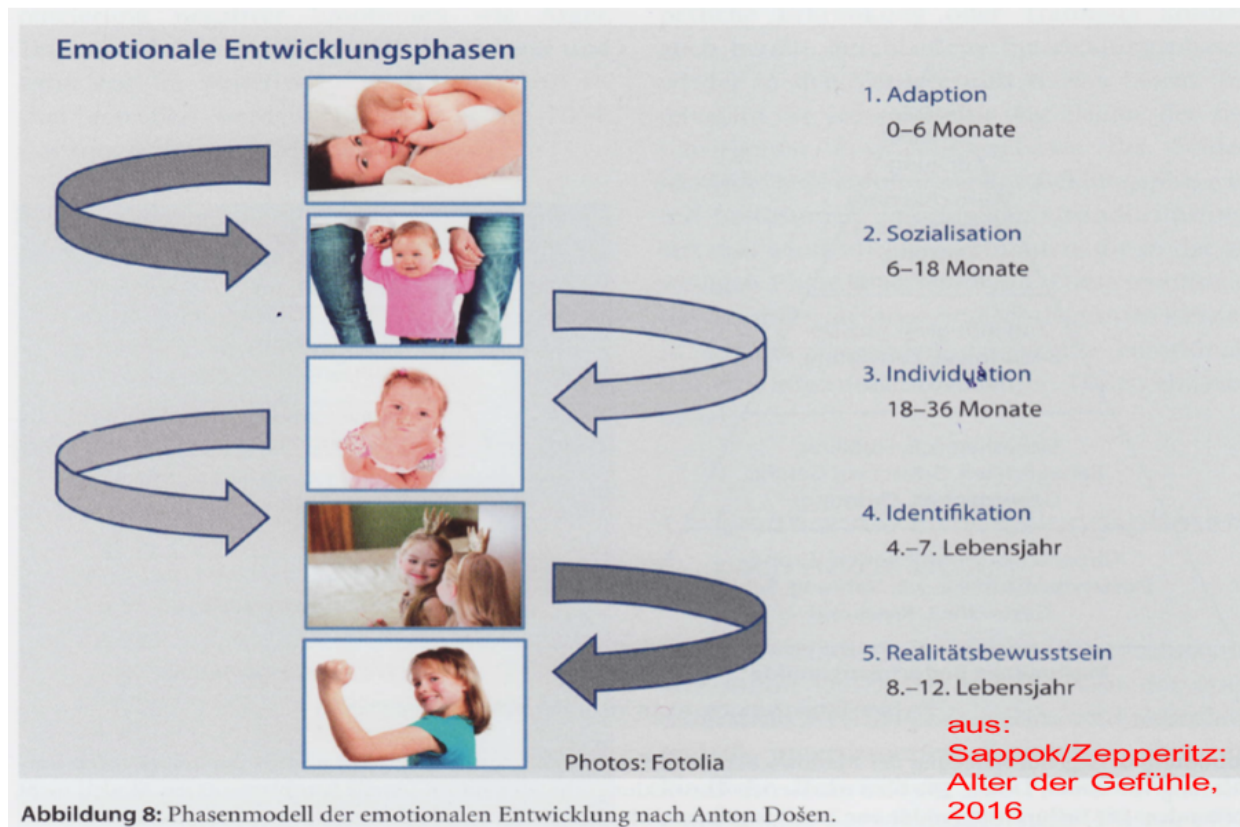 Emotionale Entwicklungsphasen
1. Adaption
0–6 Monate
2. Sozialisation
6–18 Monate
3. Individuation
18–36 Monate
4. Identifikation
4.–7. Lebensjahr
5. Realitätsbewusstsein
8.–12. Lebensjahr
Photos: Fotolia
aus:
Sappok/Zepperitz:
Alter der Gefühle,
2016
Abbildung 8: Phasenmodell der emotionalen Entwicklung nach Anton Došen.